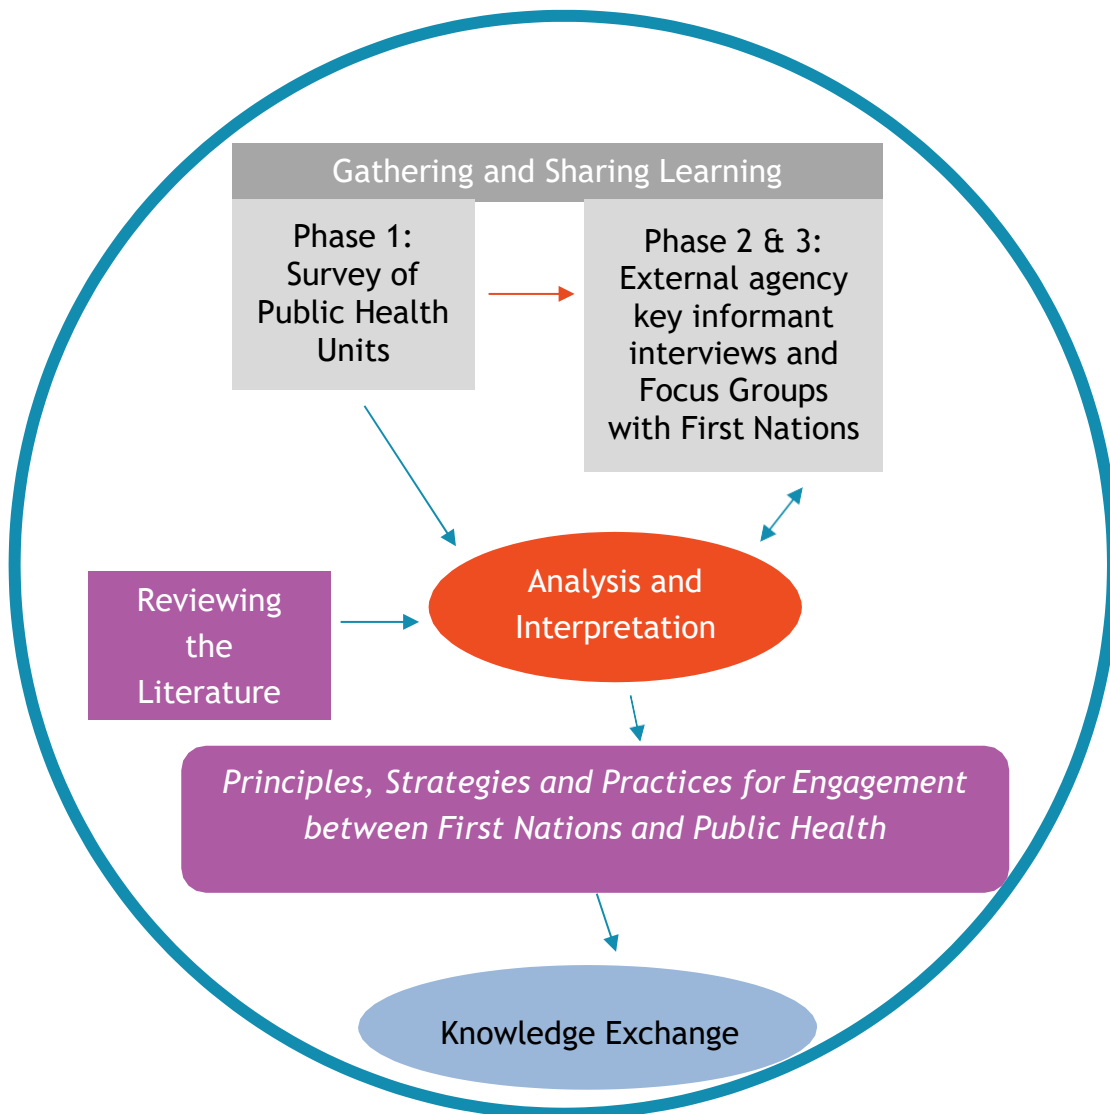 Gathering and Sharing Learning
Phase 1:
Survey of
Public Health
Units
Phase 2 & 3:
External agency
key informant
interviews and
Focus Groups
with First Nations
Analysis and
Interpretation
Reviewing
the
Literature
Principles, Strategies and Practices for Engagement
between First Nations and Public Health
Knowledge Exchange